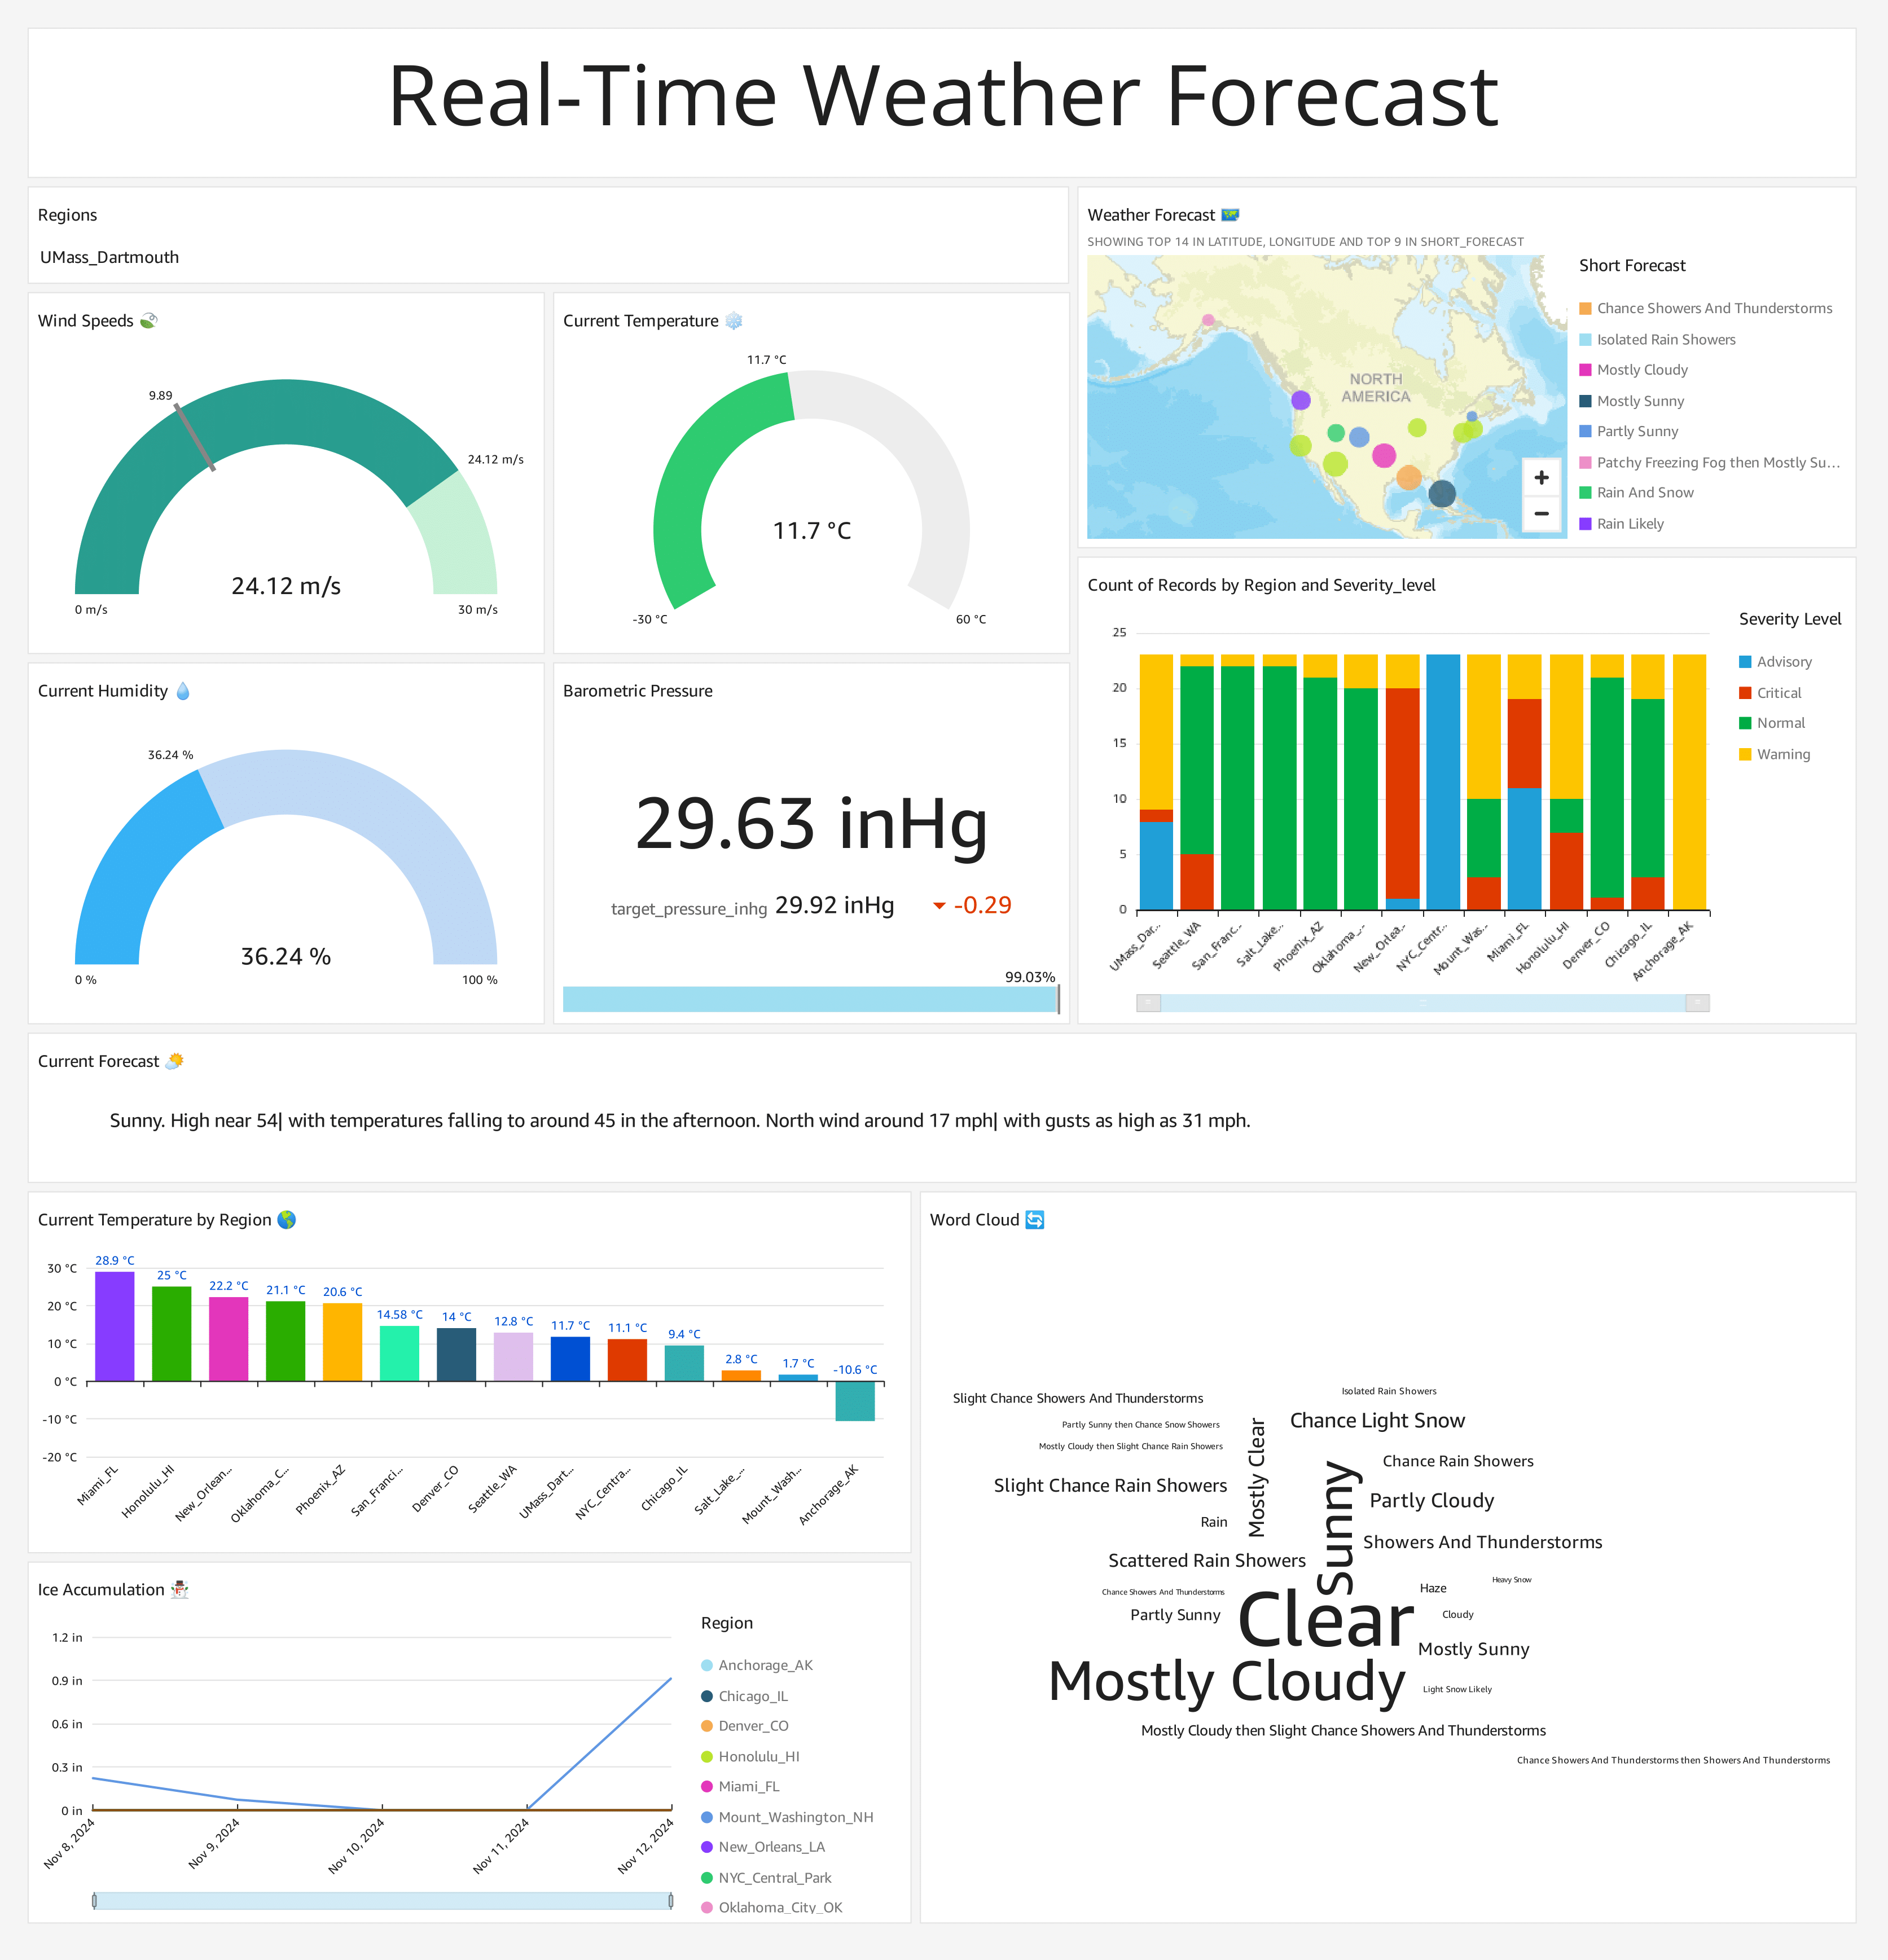 Real-Time Weather Forecast
Regions
UMass_Dartmouth
Wind Speeds
9.89
24.12 m/s
24.12 m/s
0 m/s
30 m/s
Current Temperature
11.7 °C
11.7 °C
-30 °C
60 °C
Weather Forecast
SHOWING TOP 14 IN LATITUDE, LONGITUDE AND TOP 9 IN SHORT_FORECAST
NORTH
AMERICA
+
−
Short Forecast
Chance Showers And Thunderstorms
Isolated Rain Showers
Mostly Cloudy
Mostly Sunny
Partly Sunny
Patchy Freezing Fog then Mostly Su...
Rain And Snow
Rain Likely
Current Humidity
36.24 %
36.24 %
0 %
100 %
Barometric Pressure
29.63 inHg
target_pressure_inhg 29.92 inHg -0.29
99.03%
Count of Records by Region and Severity_level
25
20
15
10
5
0
UMass_Dar...
Seattle_WA
San_Franc...
Salt_Lake...
Phoenix_AZ
Oklahoma_...
New_Orlea...
NYC_Centr...
Mount_Was...
Miami_FL
Honolulu_HI
Denver_CO
Chicago_IL
Anchorage_AK
Severity Level
Advisory
Critical
Normal
Warning
Current Forecast
Sunny. High near 54| with temperatures falling to around 45 in the afternoon. North wind around 17 mph| with gusts as high as 31 mph.
Current Temperature by Region
30 °C
20 °C
10 °C
0 °C
-10 °C
-20 °C
28.9 °C
25 °C
22.2 °C
21.1 °C
20.6 °C
14.58 °C
14 °C
12.8 °C
11.7 °C
11.1 °C
9.4 °C
2.8 °C
1.7 °C
-10.6 °C
Miami_FL
Honolulu_HI
New_Orlean...
Oklahoma_C...
Phoenix_AZ
San_Franci...
Denver_CO
Seattle_WA
UMass_Dart...
NYC_Centra...
Chicago_IL
Salt_Lake_...
Mount_Wash...
Anchorage_AK
Ice Accumulation
1.2 in
0.9 in
0.6 in
0.3 in
0 in
Nov 8, 2024
Nov 9, 2024
Nov 10, 2024
Nov 11, 2024
Nov 12, 2024
Region
Anchorage_AK
Chicago_IL
Denver_CO
Honolulu_HI
Miami_FL
Mount_Washington_NH
New_Orleans_LA
NYC_Central_Park
Oklahoma_City_OK
Word Cloud
Isolated Rain Showers
Slight Chance Showers And Thunderstorms
Chance Light Snow
Partly Sunny then Chance Snow Showers
Mostly Cloudy then Slight Chance Rain Showers
Mostly Clear
Chance Rain Showers
Slight Chance Rain Showers
Sunny
Partly Cloudy
Rain
Showers And Thunderstorms
Scattered Rain Showers
Heavy Snow
Chance Showers And Thunderstorms
Haze
Partly Sunny
Clear
Cloudy
Mostly Sunny
Mostly Cloudy
Light Snow Likely
Mostly Cloudy then Slight Chance Showers And Thunderstorms
Chance Showers And Thunderstorms then Showers And Thunderstorms